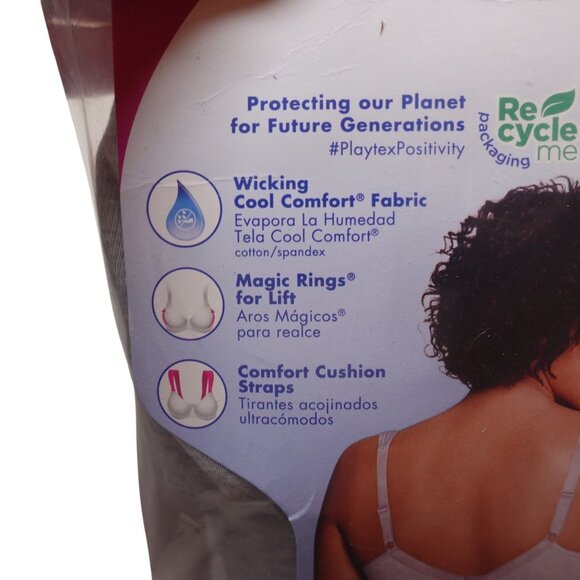 Protecting our Planet
for Future Generations
#PlaytexPositivity
Re
cycle
me
packaging
Wicking
Cool Comfort® Fabric
Evapora La Humedad
Tela Cool Comfort®
cotton/spandex
Magic Rings®
for Lift
Aros Mágicos®
para realce
Comfort Cushion
Straps
Tirantes acojinados
ultracómodos